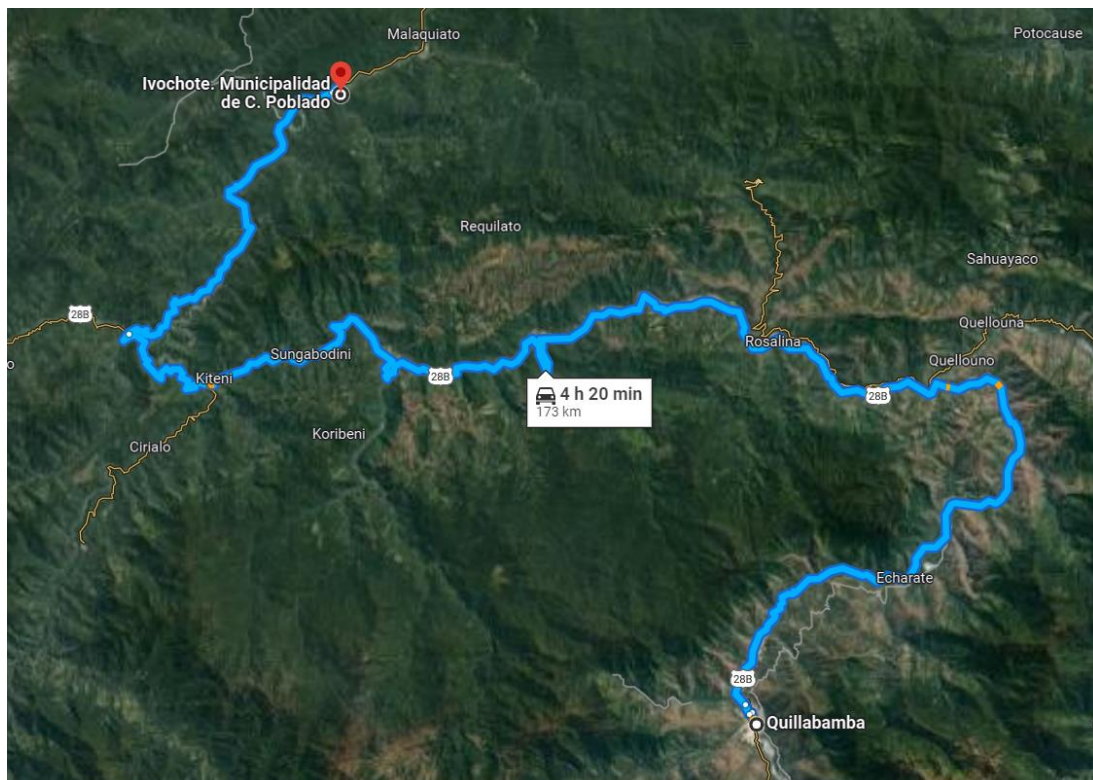 Malaquiato
Potocause
Ivochote. Municipalidad
de C. Poblado
Requilato
Sahuayaco
28B
Quellouna
Rosalina
Sungabodini
Quellouno
Kiteni
28B
4 h 20 min
173 km
28B
o
Koribeni
Cirialo
Echarate
28B
Quillabamba